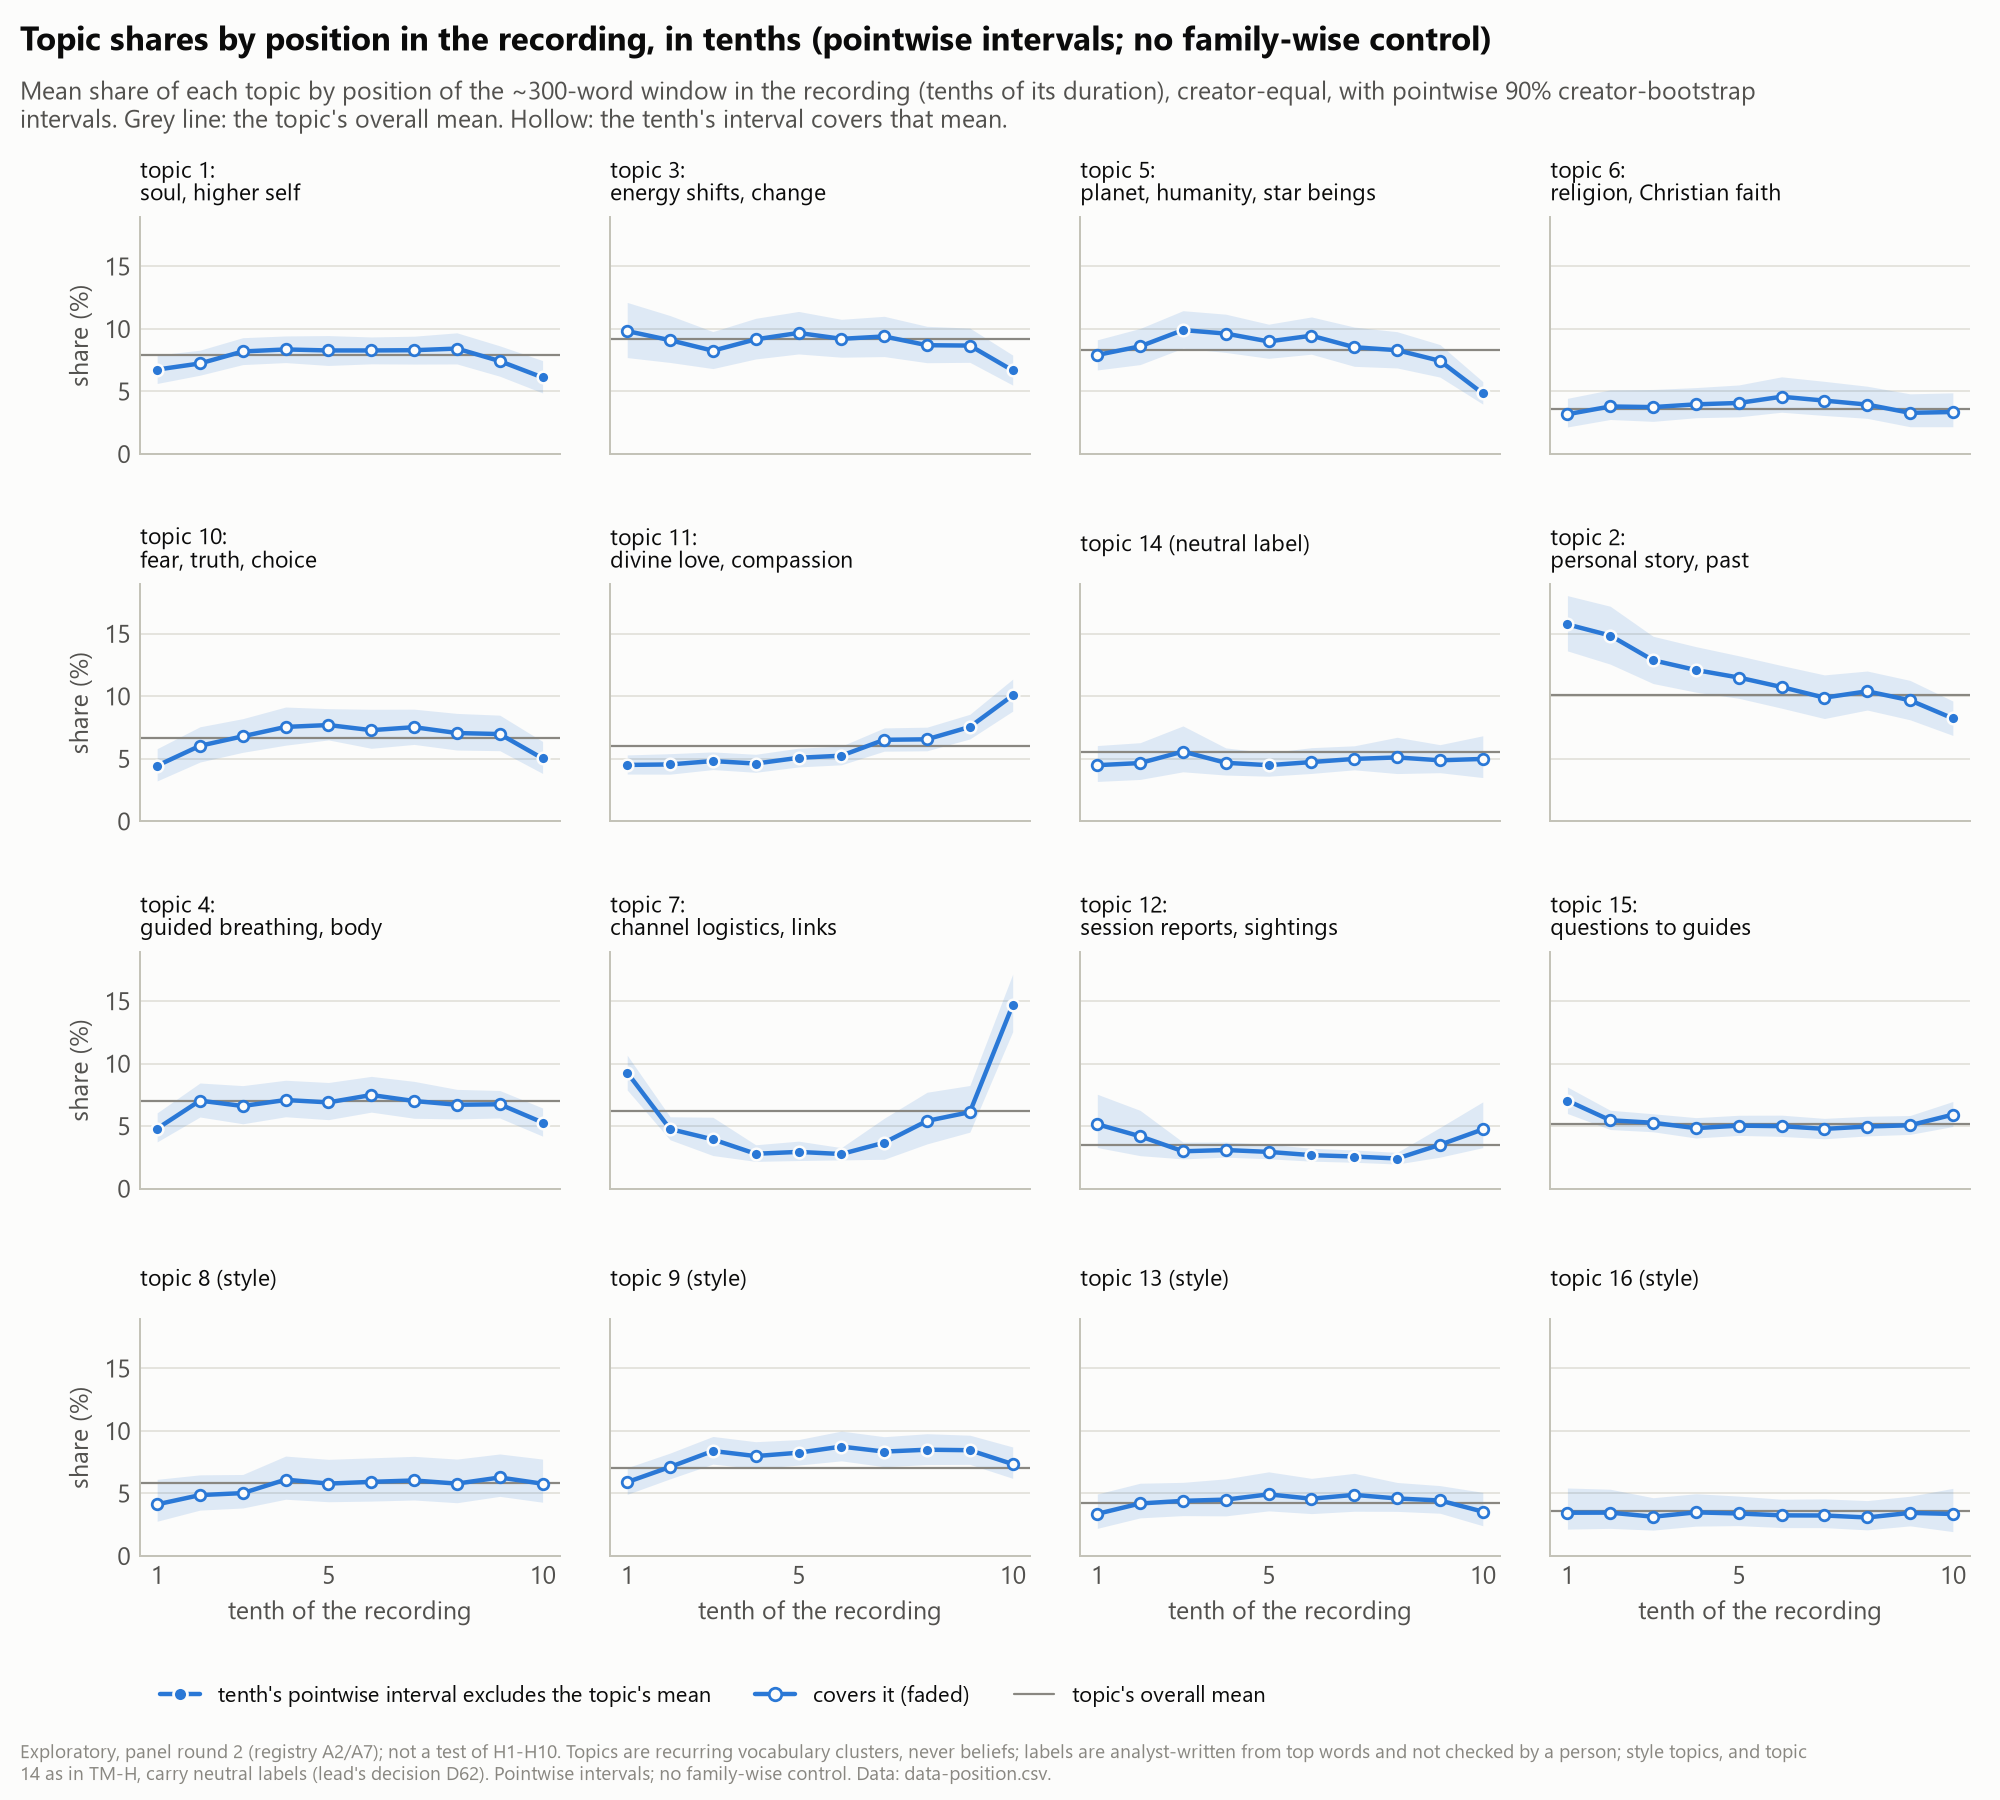 Topic shares by position in the recording, in tenths (pointwise intervals; no family-wise control)
Mean share of each topic by position of the ~300-word window in the recording (tenths of its duration), creator-equal, with pointwise 90% creator-bootstrap
intervals. Grey line: the topic's overall mean. Hollow: the tenth's interval covers that mean.
topic 1:
soul, higher self
topic 3:
energy shifts, change
topic 5:
planet, humanity, star beings
topic 6:
religion, Christian faith
share (%)
15
10
5
0
topic 10:
fear, truth, choice
topic 11:
divine love, compassion
topic 14 (neutral label)
topic 2:
personal story, past
share (%)
15
10
5
0
topic 4:
guided breathing, body
topic 7:
channel logistics, links
topic 12:
session reports, sightings
topic 15:
questions to guides
share (%)
15
10
5
0
topic 8 (style)
topic 9 (style)
topic 13 (style)
topic 16 (style)
share (%)
15
10
5
0
1 5 10
1 5 10
1 5 10
1 5 10
tenth of the recording
tenth of the recording
tenth of the recording
tenth of the recording
tenth's pointwise interval excludes the topic's mean
covers it (faded)
topic's overall mean
Exploratory, panel round 2 (registry A2/A7); not a test of H1-H10. Topics are recurring vocabulary clusters, never beliefs; labels are analyst-written from top words and not checked by a person; style topics, and topic
14 as in TM-H, carry neutral labels (lead's decision D62). Pointwise intervals; no family-wise control. Data: data-position.csv.